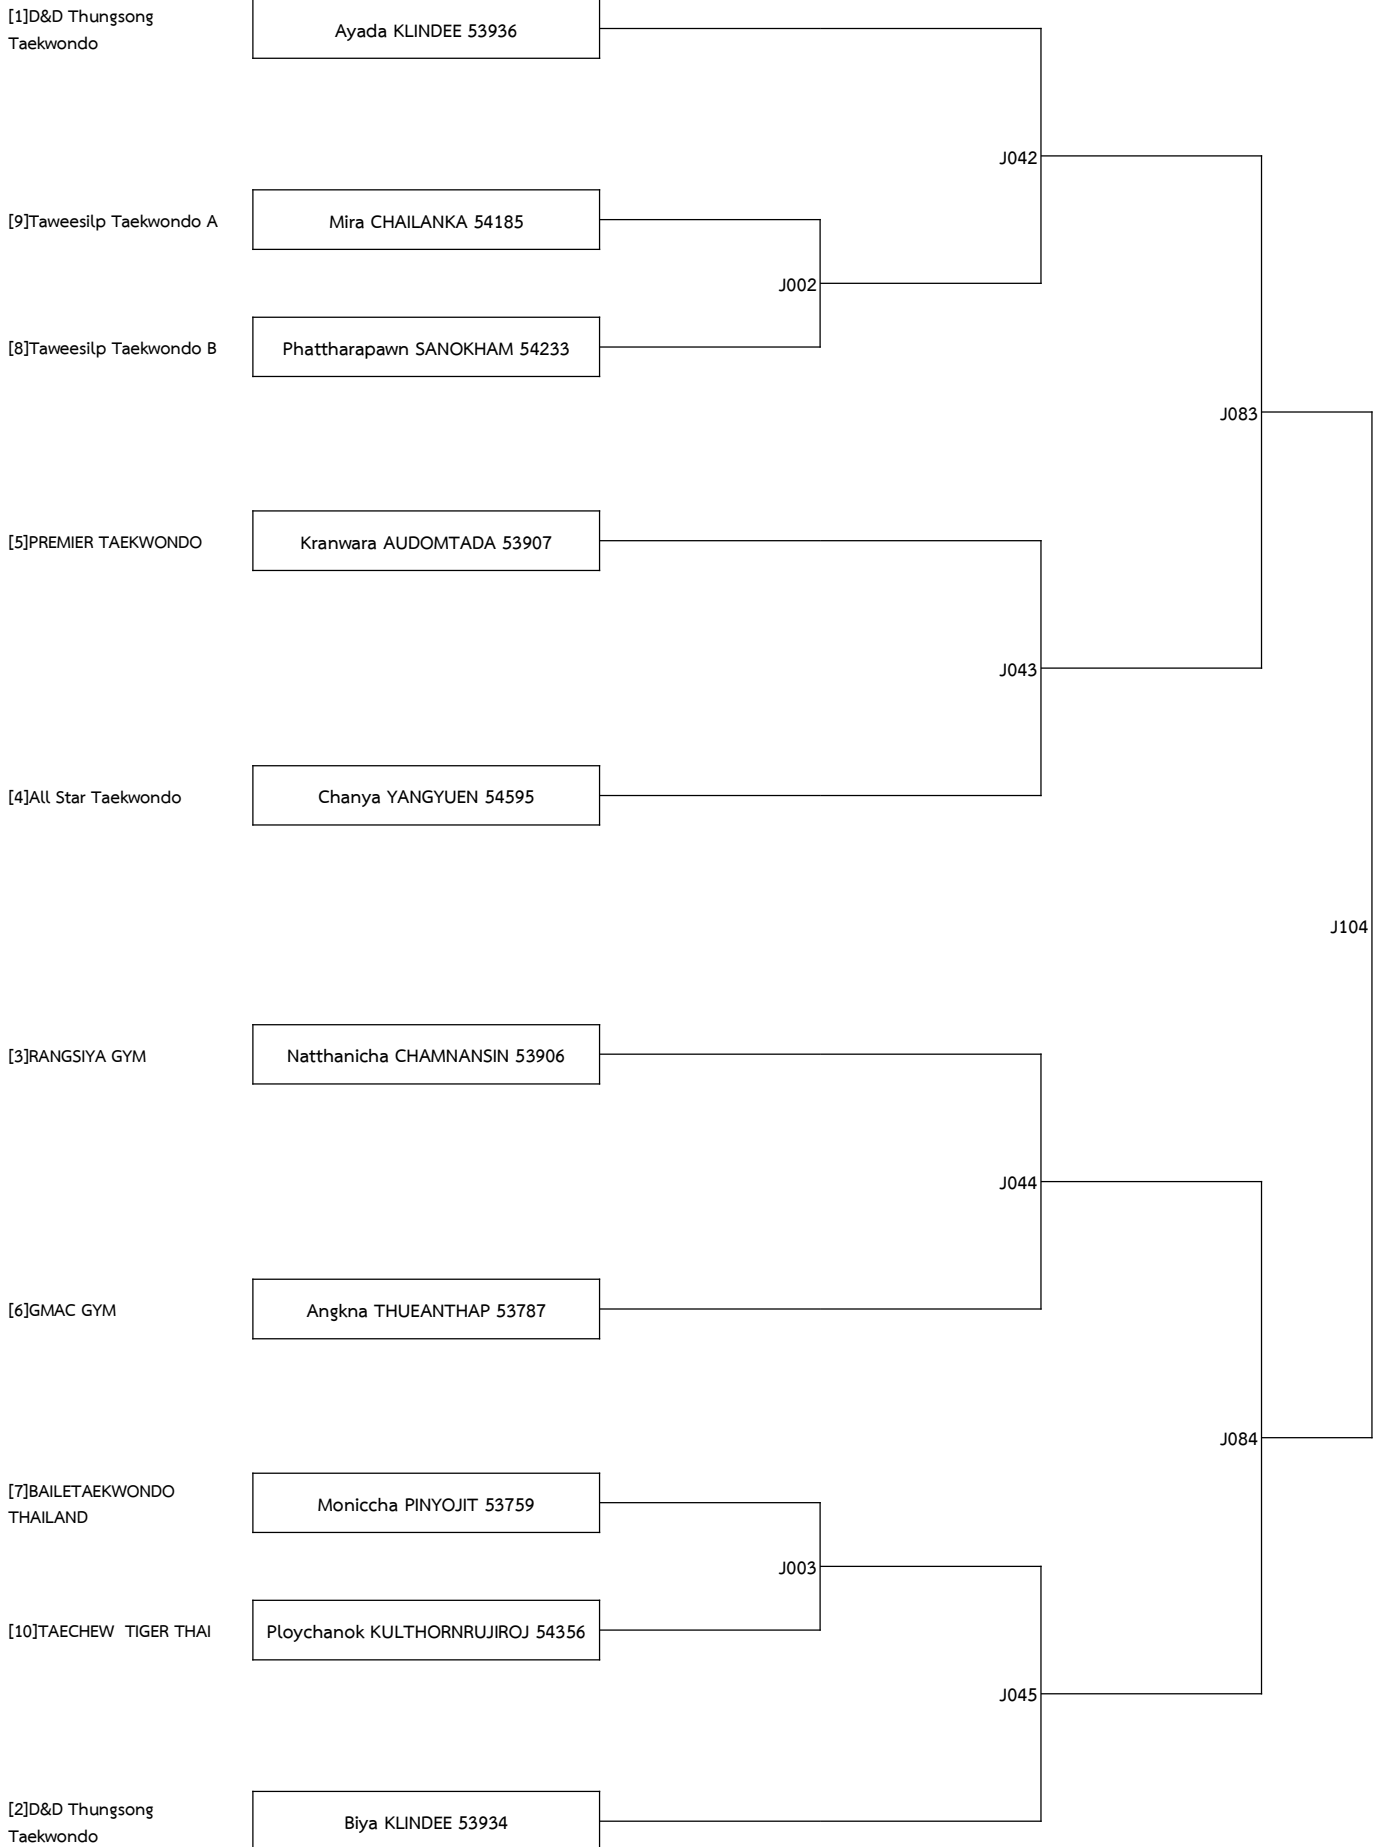 [1]D&D Thungsong
Taekwondo
Ayada KLINDEE 53936
J042
[9]Taweesilp Taekwondo A
Mira CHAILANKA 54185
J002
[8]Taweesilp Taekwondo B
Phattharapawn SANOKHAM 54233
J083
[5]PREMIER TAEKWONDO
Kranwara AUDOMTADA 53907
J043
[4]All Star Taekwondo
Chanya YANGYUEN 54595
J104
[3]RANGSIYA GYM
Natthanicha CHAMNANSIN 53906
J044
[6]GMAC GYM
Angkna THUEANTHAP 53787
J084
[7]BAILETAEKWONDO
THAILAND
Moniccha PINYOJIT 53759
J003
[10]TAECHEW  TIGER THAI
Ploychanok KULTHORNRUJIROJ 54356
J045
[2]D&D Thungsong
Taekwondo
Biya KLINDEE 53934